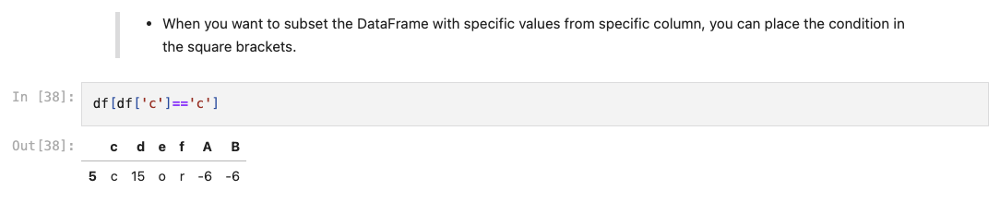 • When you want to subset the DataFrame with specific values from specific column, you can place the condition in
the square brackets.
In [38]: df[df['c']=='c']
Out[38]:
c d e f A B
5 c 15 o r -6 -6